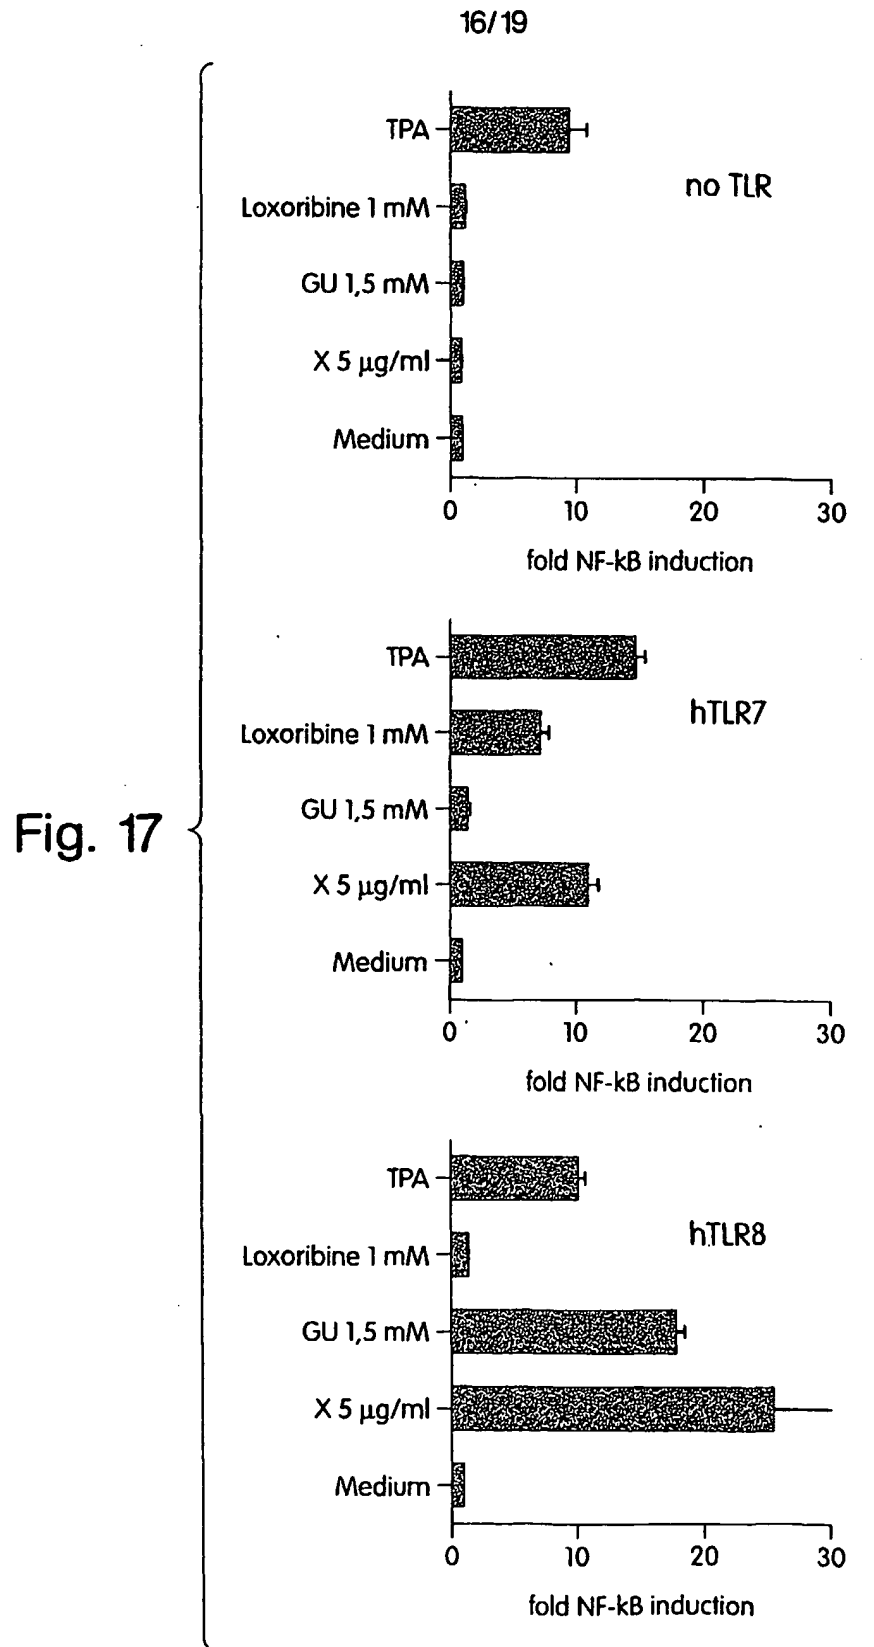 16/19
Fig. 17
TPA
Loxoribine 1 mM
GU 1,5 mM
X 5 µg/ml
Medium
no TLR
0 10 20 30
fold NF-kB induction
TPA
Loxoribine 1 mM
GU 1,5 mM
X 5 µg/ml
Medium
hTLR7
0 10 20 30
fold NF-kB induction
TPA
Loxoribine 1 mM
GU 1,5 mM
X 5 µg/ml
Medium
hTLR8
0 10 20 30
fold NF-kB induction